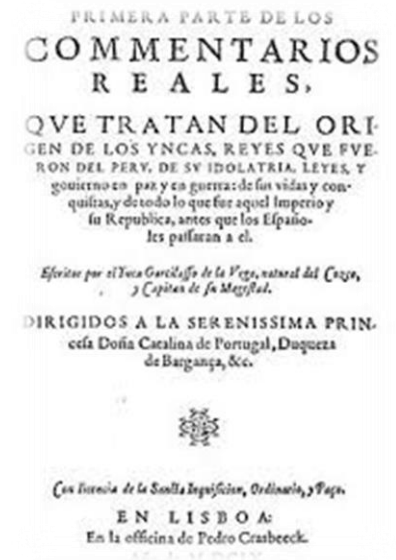 PRIMERA PARTE DE LOS
COMMENTARIOS
REALES,
QVE TRATAN DEL ORI-
GEN DE LOS YNCAS, REYES QVE FVE-
RON DEL PERV, DE SV IDOLATRIA, LEYES, Y
gouierno en paz y en guerra: de sus vidas y con-
quistas, y de todo lo que fue aquel Imperio y
su Republica, antes que los Españo-
les passaran a el.
Escritos por el Ynca Garcilasso de la Vega, natural del Cozco,
y Capitan de su Magestad.
DIRIGIDOS A LA SERENISSIMA PRIN-
cesa Doña Catalina de Portugal, Duqueza
de Bargança, &c.
Con licencia de la Sancta Inquisicion, Ordinario, y Paço.
EN LISBOA:
En la officina de Pedro Crasbeeck.